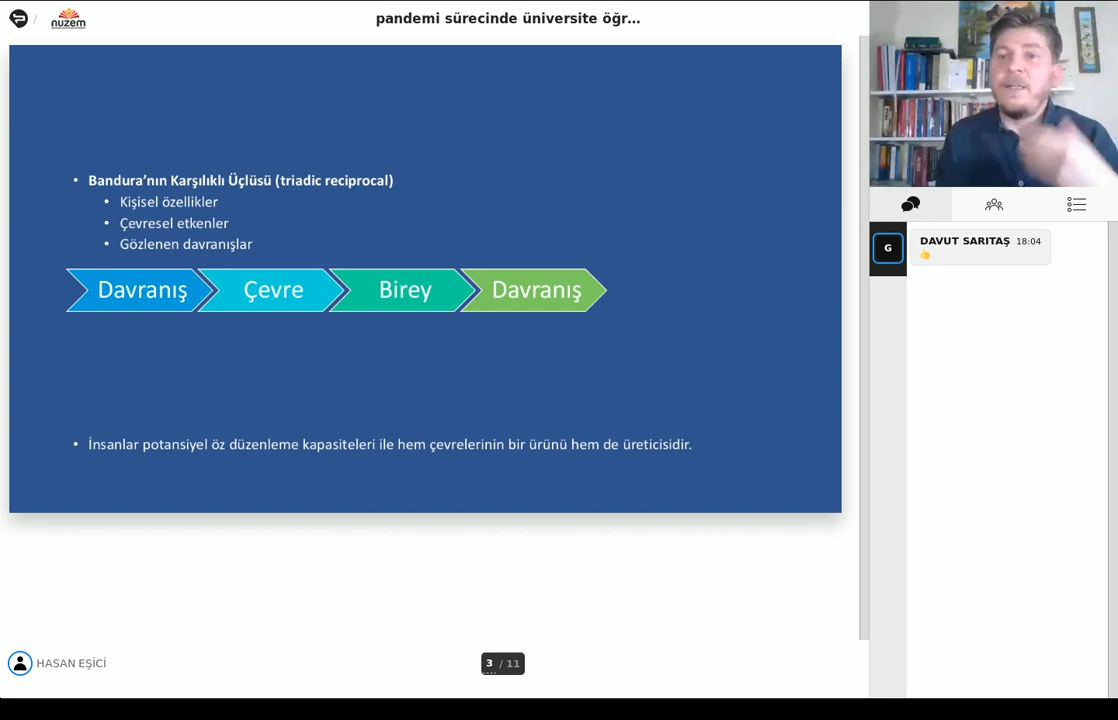 /
nuzem
pandemi sürecinde üniversite öğr...
• Bandura’nın Karşılıklı Üçlüsü (triadic reciprocal)
• Kişisel özellikler
• Çevresel etkenler
• Gözlenen davranışlar
Davranış Çevre Birey Davranış
• İnsanlar potansiyel öz düzenleme kapasiteleri ile hem çevrelerinin bir ürünü hem de üreticisidir.
G
DAVUT SARITAŞ 18:04
👍
HASAN EŞİCİ
3 / 11